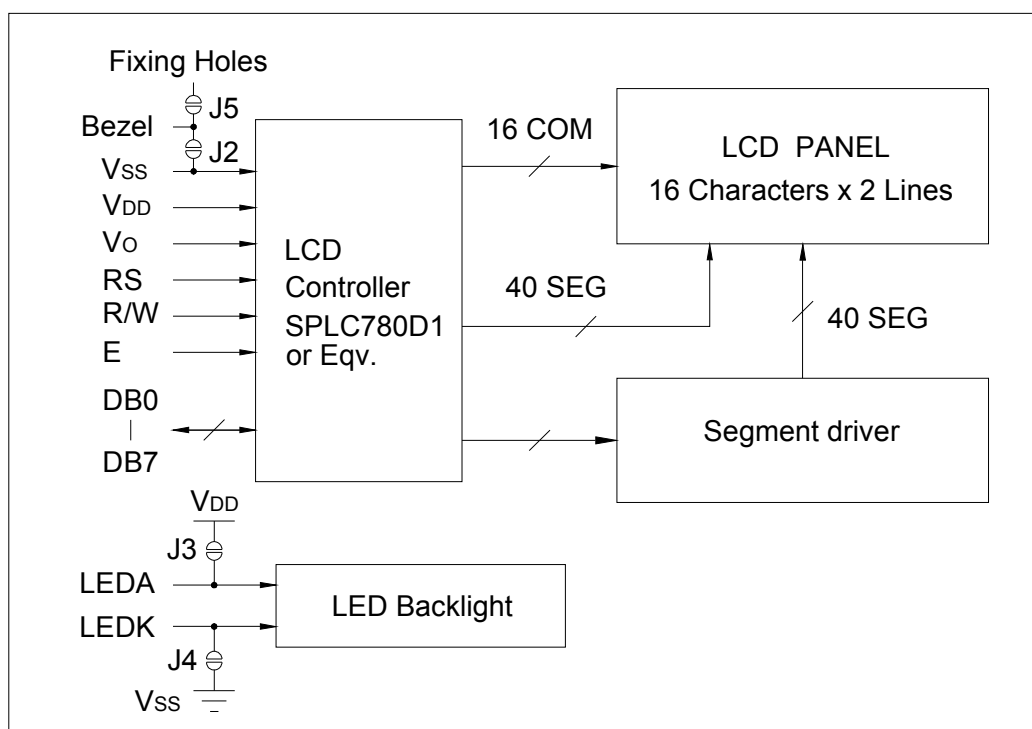 Fixing Holes
J5
Bezel
J2
VSS
VDD
VO
RS
R/W
E
DB0
DB7
LCD
Controller
SPLC780D1
or Eqv.
16 COM
LCD PANEL
16 Characters x 2 Lines
40 SEG
40 SEG
Segment driver
VDD
J3
LEDA
LEDK
J4
VSS
LED Backlight